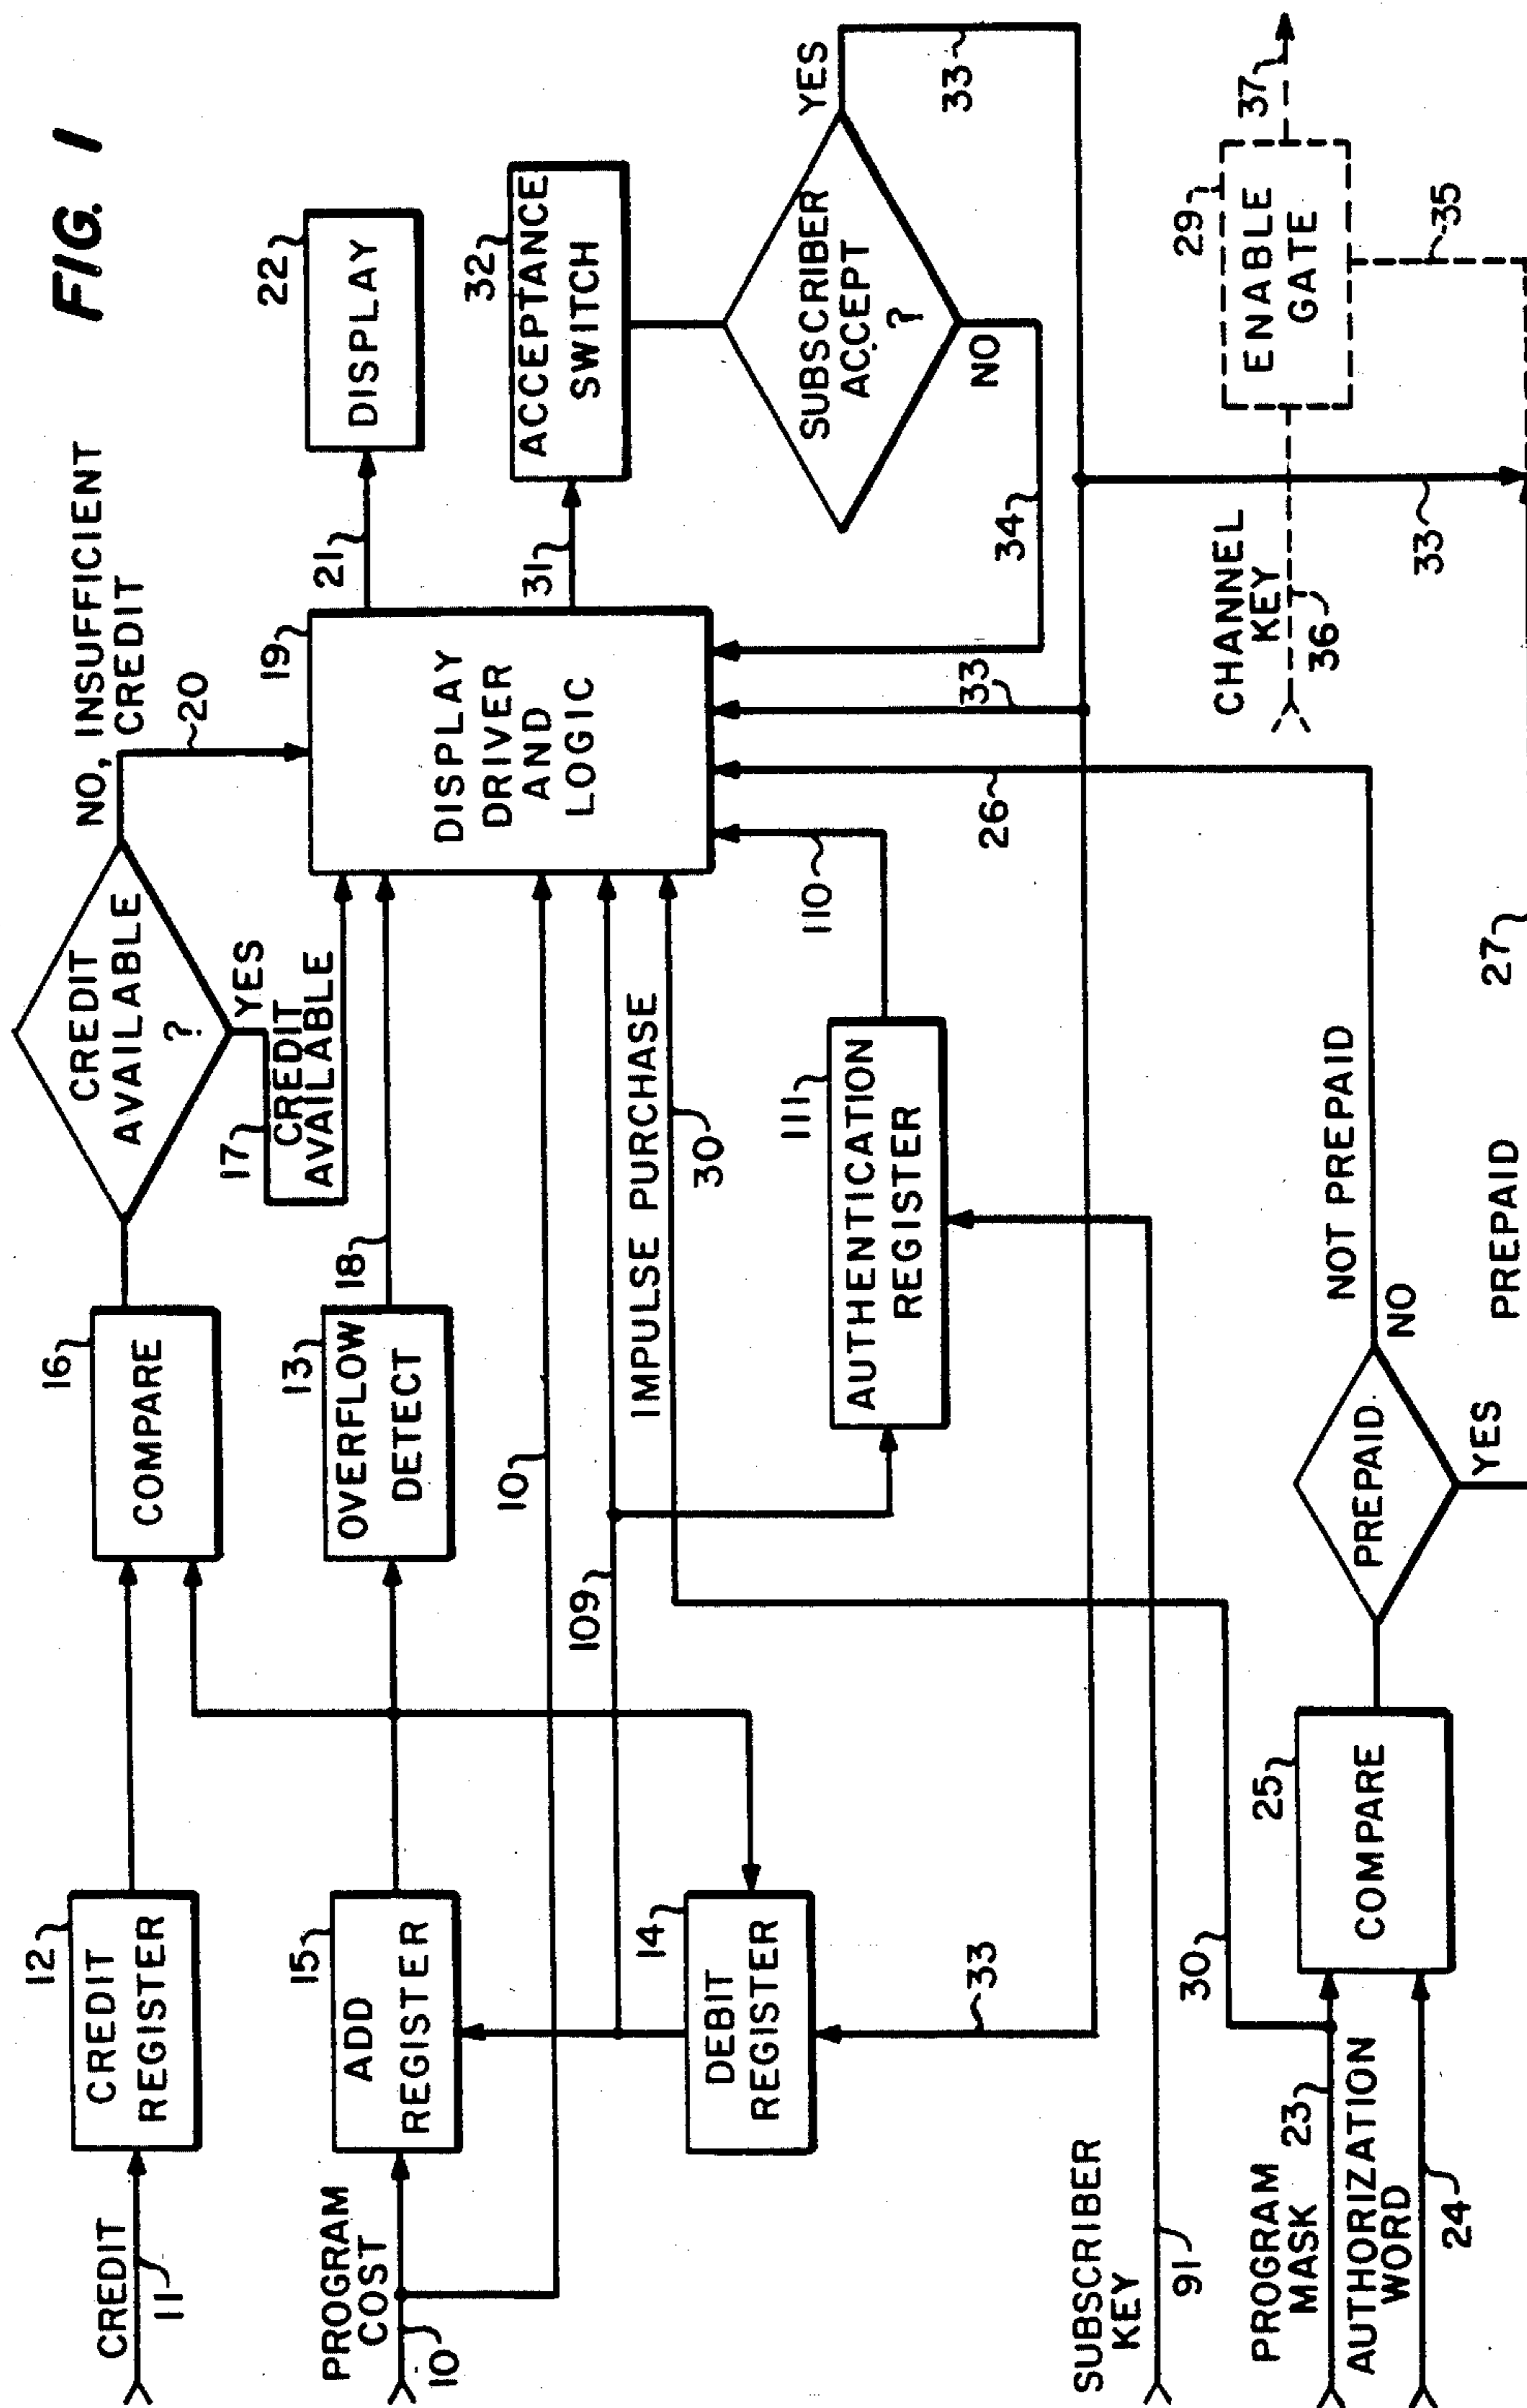 FIG. 1
CREDIT
11
12
CREDIT
REGISTER
16
COMPARE
CREDIT
AVAILABLE
?
NO, INSUFFICIENT
CREDIT
20
YES
17
CREDIT
AVAILABLE
PROGRAM
COST
10
15
ADD
REGISTER
13
OVERFLOW
DETECT
18
19
DISPLAY
DRIVER
AND
LOGIC
21
22
DISPLAY
31
32
ACCEPTANCE
SWITCH
10
14
DEBIT
REGISTER
109
IMPULSE PURCHASE
30
SUBSCRIBER
ACCEPT
?
YES
33
NO
34
111
AUTHENTICATION
REGISTER
110
33
33
26
SUBSCRIBER
KEY
91
CHANNEL
KEY
36
29
ENABLE
GATE
37
35
33
PROGRAM
MASK
23
30
AUTHORIZATION
WORD
24
25
COMPARE
PREPAID
NOT PREPAID
NO
YES
PREPAID
27